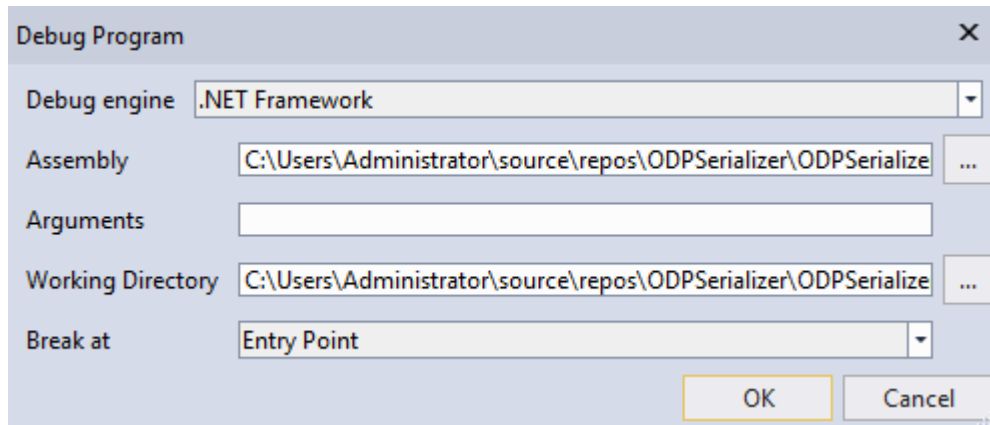 Debug Program
Debug engine .NET Framework
Assembly C:\Users\Administrator\source\repos\ODPSerializer\ODPSerialize ...
Arguments
Working Directory C:\Users\Administrator\source\repos\ODPSerializer\ODPSerialize ...
Break at Entry Point
OK Cancel